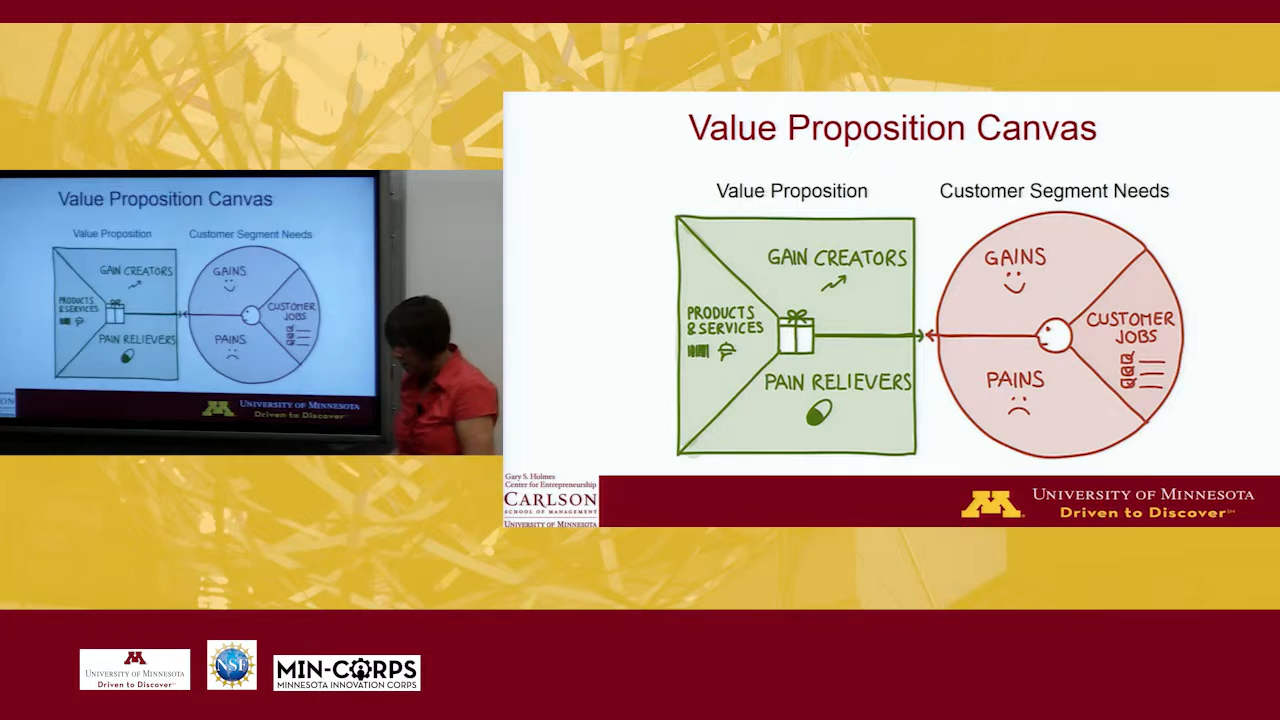 Value Proposition Canvas
Value Proposition
Customer Segment Needs
GAIN CREATORS
PRODUCTS
& SERVICES
PAIN RELIEVERS
GAINS
CUSTOMER
JOBS
PAINS
UNIVERSITY OF MINNESOTA
Driven to Discover
Value Proposition Canvas
Value Proposition
Customer Segment Needs
GAIN CREATORS
PRODUCTS
& SERVICES
PAIN RELIEVERS
GAINS
CUSTOMER
JOBS
PAINS
Gary S. Holmes
Center for Entrepreneurship
CARLSON
SCHOOL OF MANAGEMENT
UNIVERSITY OF MINNESOTA
M
UNIVERSITY OF MINNESOTA
Driven to Discover℠
M
UNIVERSITY OF MINNESOTA
Driven to Discover
NSF
MIN-CORPS
MINNESOTA INNOVATION CORPS